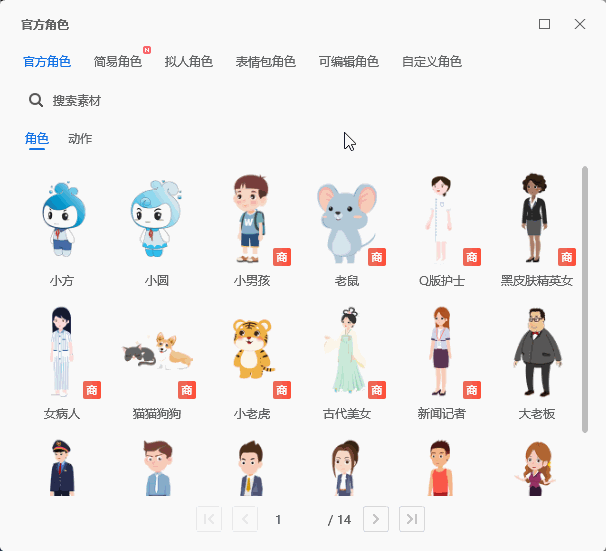 官方角色
官方角色 简易角色 N 拟人角色 表情包角色 可编辑角色 自定义角色
搜索素材
角色 动作
商 商 商 商
小方 小圆 小男孩 老鼠 Q版护士 黑皮肤精英女
商 商 商 商 商
女病人 猫猫狗狗 小老虎 古代美女 新闻记者 大老板
1 / 14